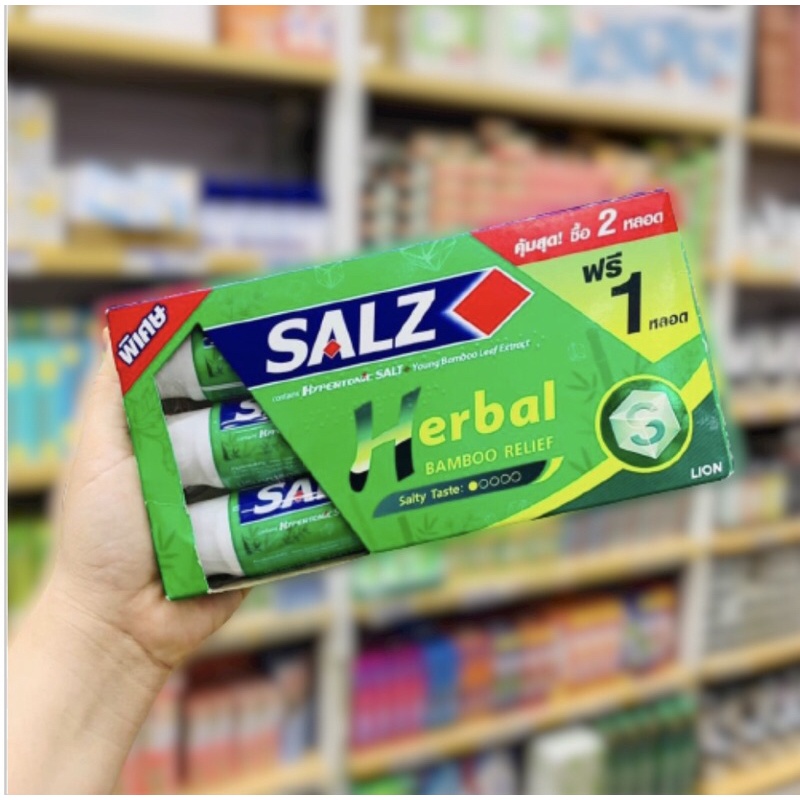 พิเศษ
คุ้มสุด! ซื้อ 2 หลอด
ฟรี
1
หลอด
SALZ
contains HYPERTONIC SALT + Young Bamboo Leaf Extract
Herbal
BAMBOO RELIEF
Salty Taste:
S
LION